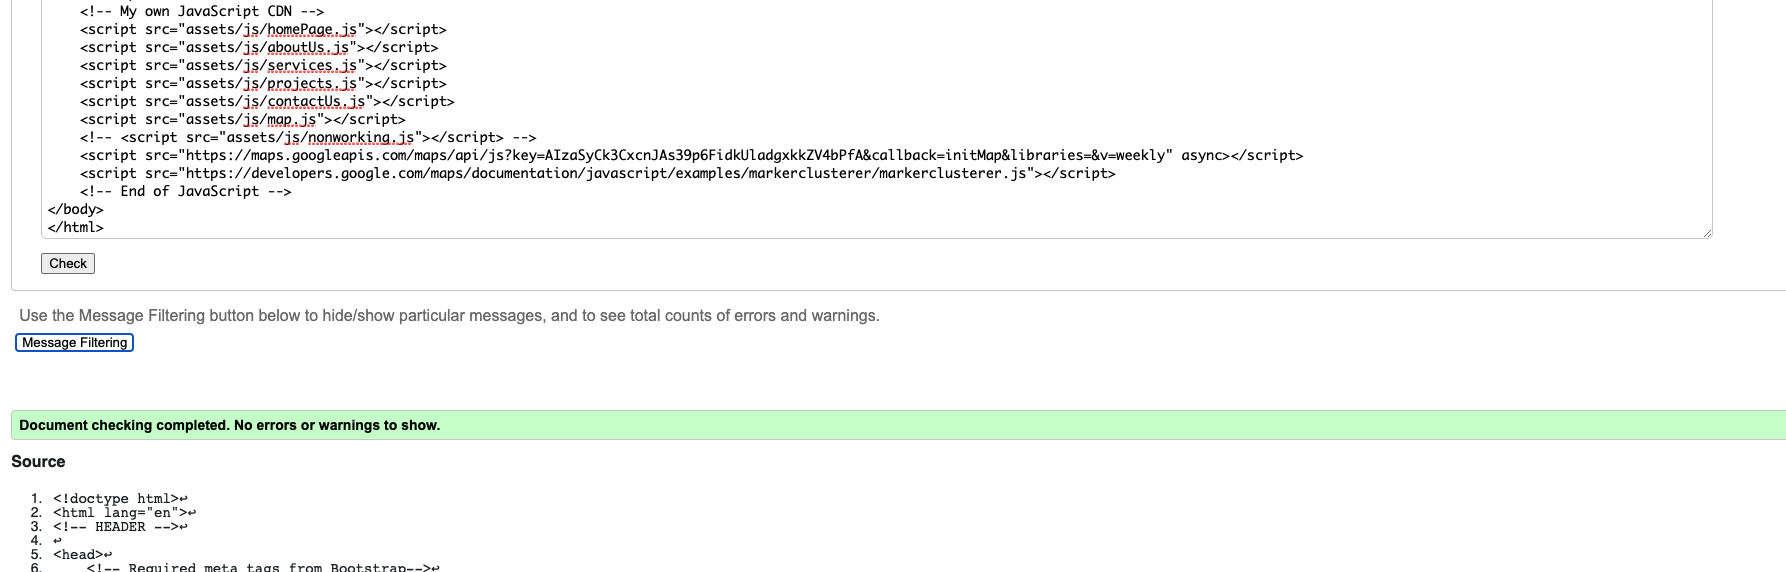 <!-- My own JavaScript CDN -->
<script src="assets/js/homePage.js"></script>
<script src="assets/js/aboutUs.js"></script>
<script src="assets/js/services.js"></script>
<script src="assets/js/projects.js"></script>
<script src="assets/js/contactUs.js"></script>
<script src="assets/js/map.js"></script>
<!-- <script src="assets/js/nonworking.js"></script> -->
<script src="https://maps.googleapis.com/maps/api/js?key=AIzaSyCk3CxcnJAs39p6FidkUladgxkkZV4bPfA&callback=initMap&libraries=&v=weekly" async></script>
<script src="https://developers.google.com/maps/documentation/javascript/examples/markerclusterer/markerclusterer.js"></script>
<!-- End of JavaScript -->
</body>
</html>
Check
Use the Message Filtering button below to hide/show particular messages, and to see total counts of errors and warnings.
Message Filtering
Document checking completed. No errors or warnings to show.
Source
1. <!doctype html>↩
2. <html lang="en">↩
3. <!-- HEADER -->↩
4. ↩
5. <head>↩
6. <!-- Required meta tags from Bootstrap-->↩